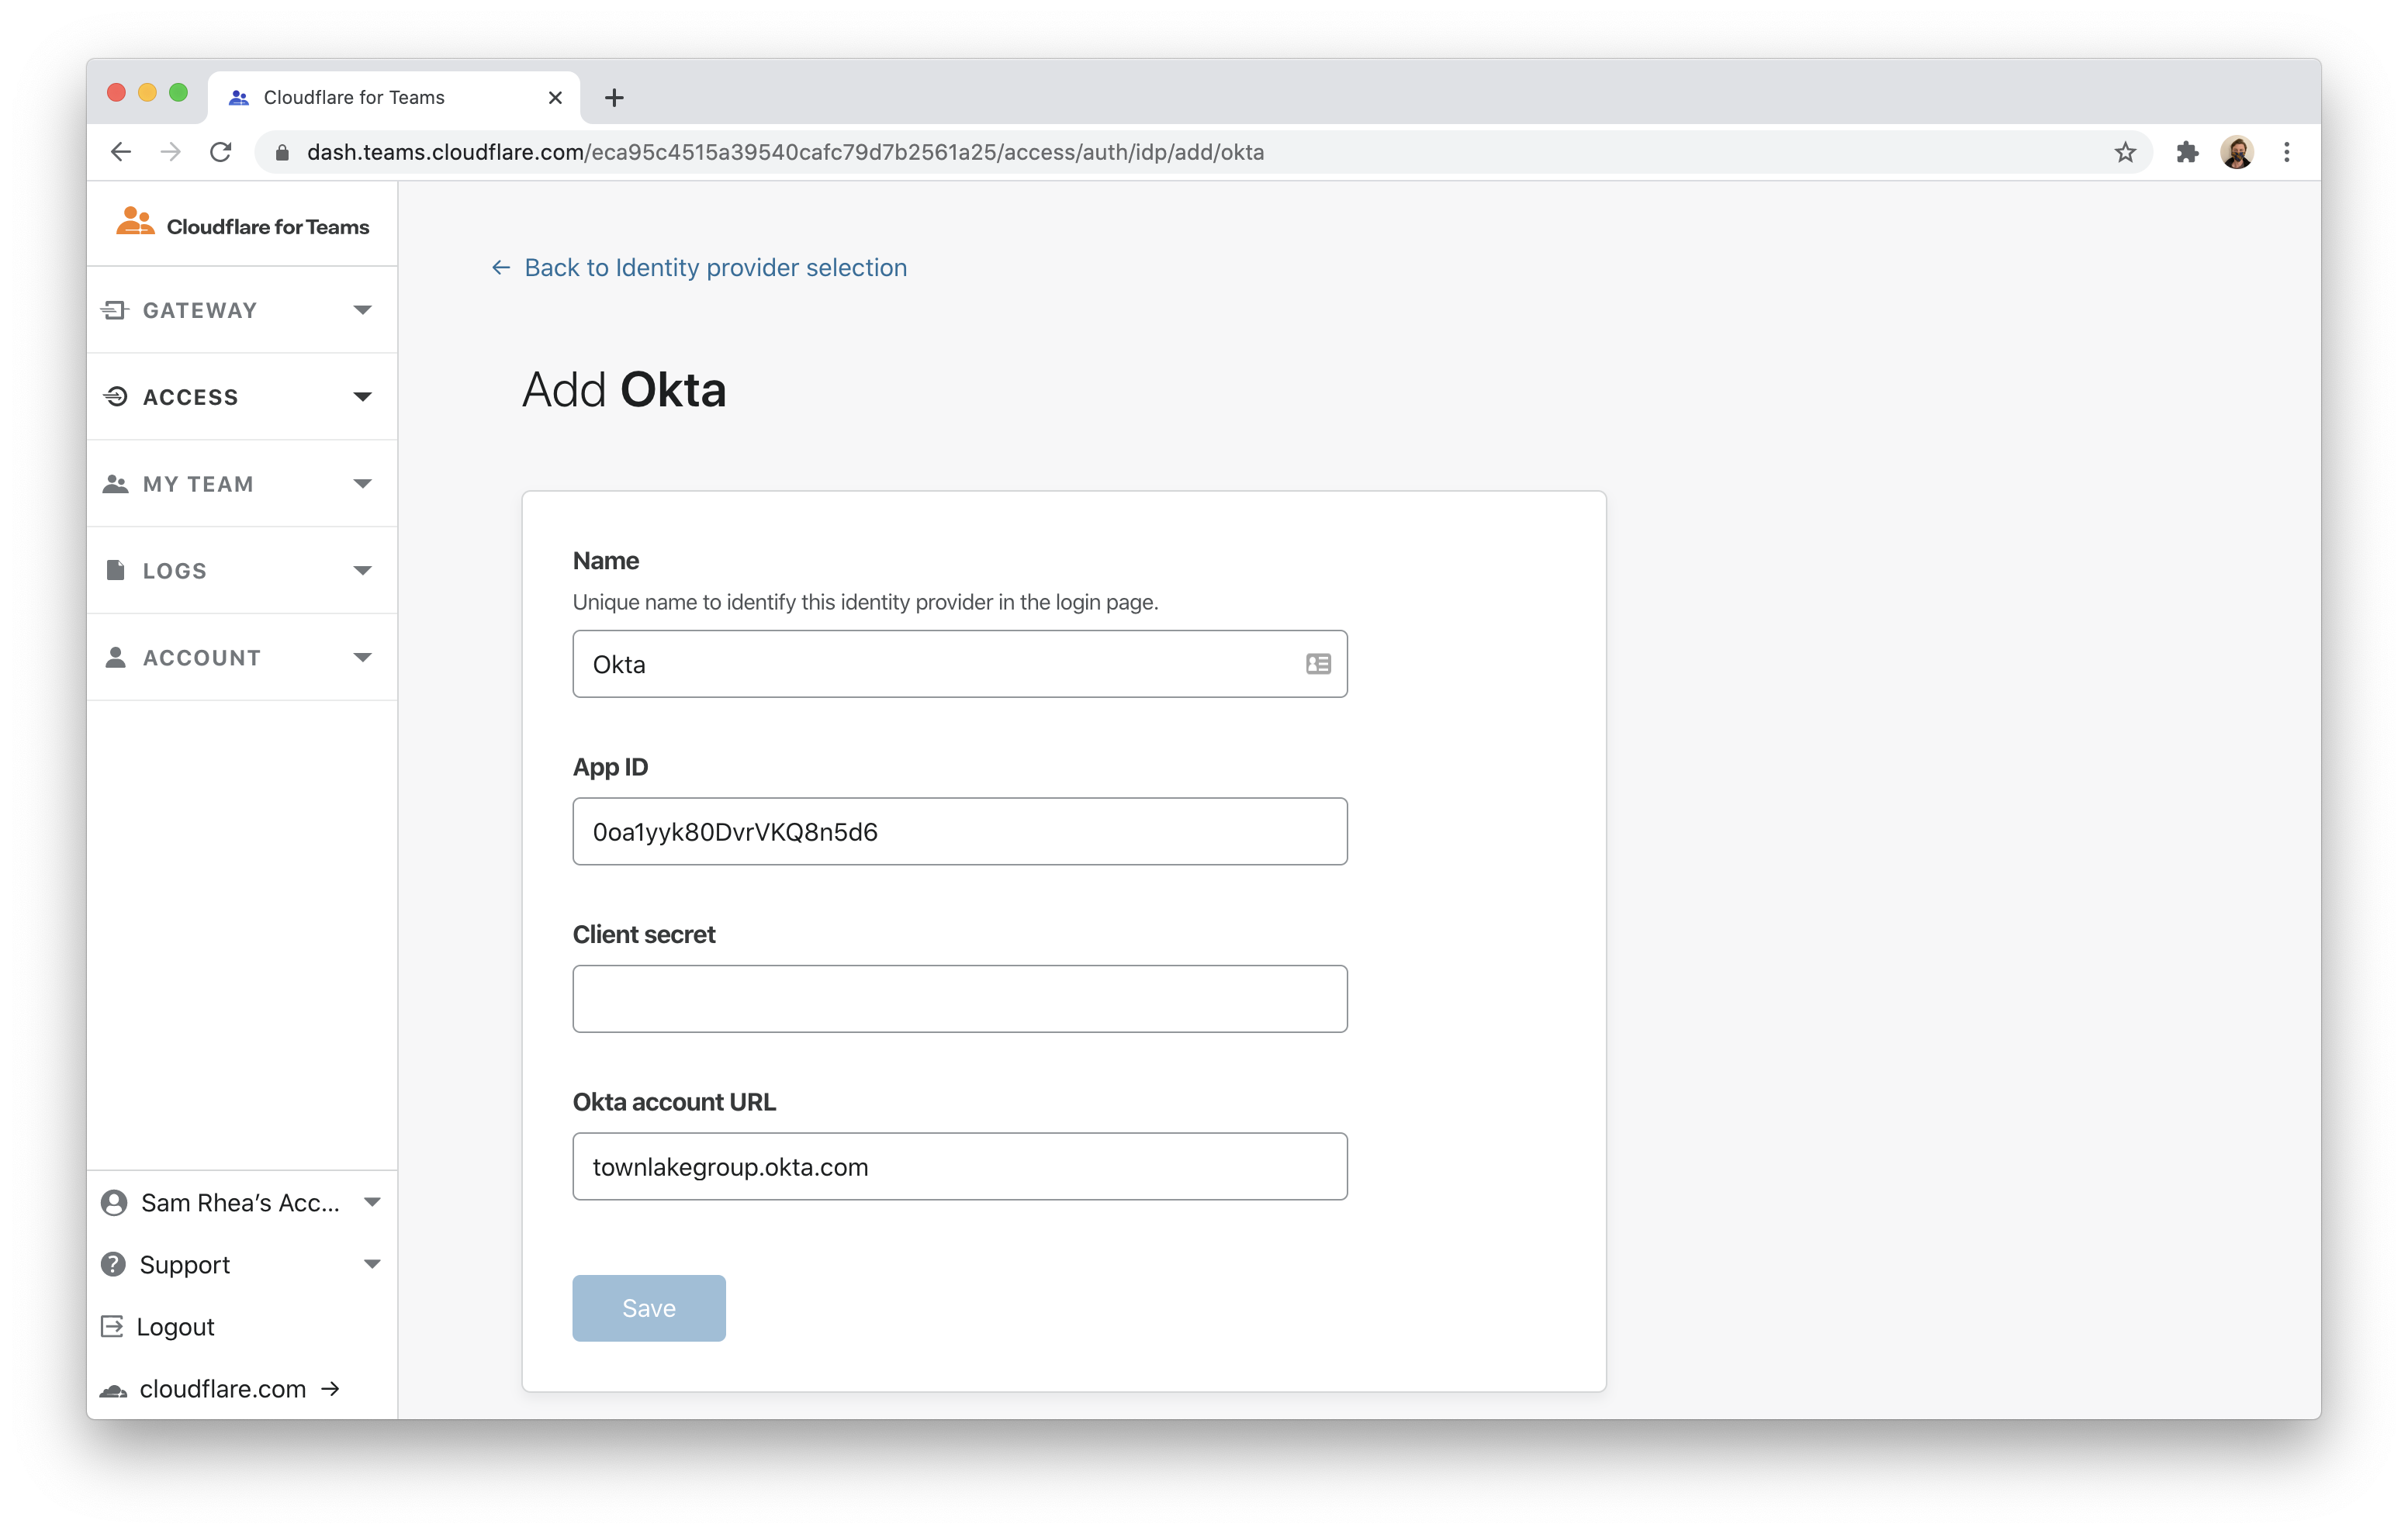 Cloudflare for Teams
dash.teams.cloudflare.com/eca95c4515a39540cafc79d7b2561a25/access/auth/idp/add/okta
Cloudflare for Teams
GATEWAY
ACCESS
MY TEAM
LOGS
ACCOUNT
Sam Rhea’s Acc...
Support
Logout
cloudflare.com →
← Back to Identity provider selection
Add Okta
Name
Unique name to identify this identity provider in the login page.
Okta
App ID
0oa1yyk80DvrVKQ8n5d6
Client secret
Okta account URL
townlakegroup.okta.com
Save